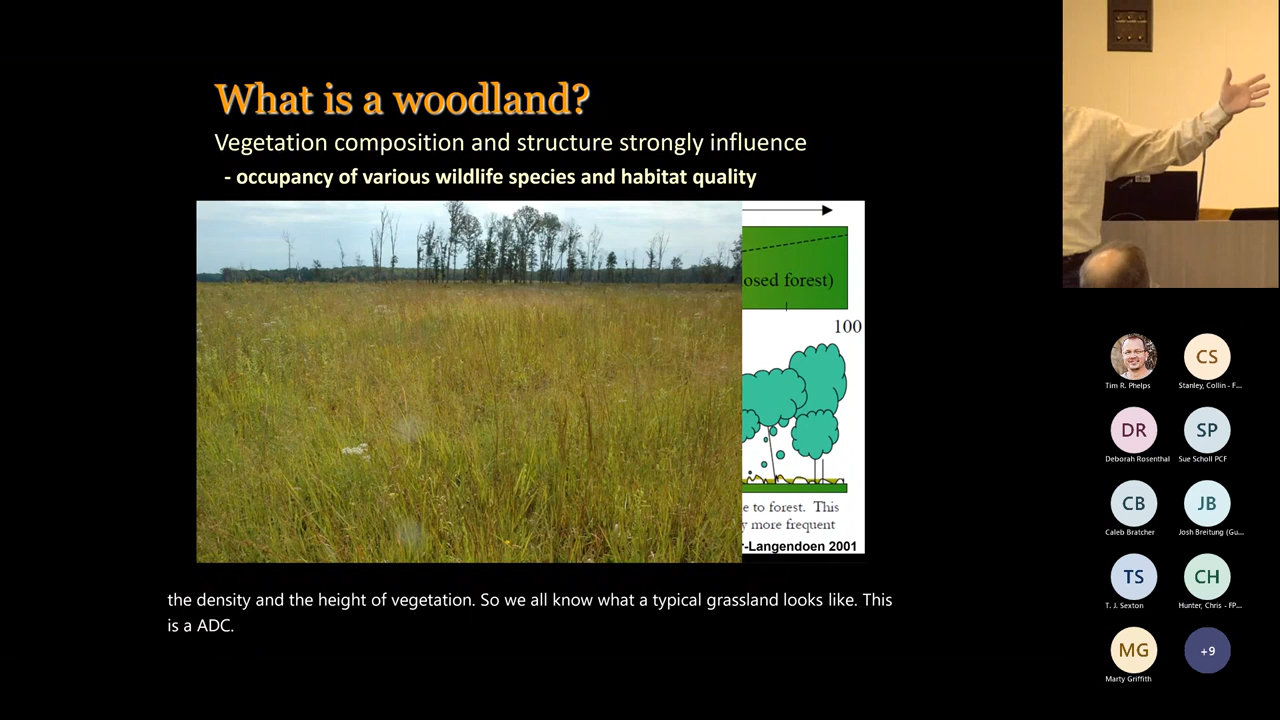 What is a woodland?
Vegetation composition and structure strongly influence
- occupancy of various wildlife species and habitat quality
osed forest)
100
e to forest. This
y more frequent
r-Langendoen 2001
the density and the height of vegetation. So we all know what a typical grassland looks like. This
is a ADC.
CS
Tim R. Phelps
Stanley, Collin - F...
DR
SP
Deborah Rosenthal
Sue Scholl PCF
CB
JB
Caleb Bratcher
Josh Breitung (Gu...
TS
CH
T. J. Sexton
Hunter, Chris - FP...
MG
+9
Marty Griffith